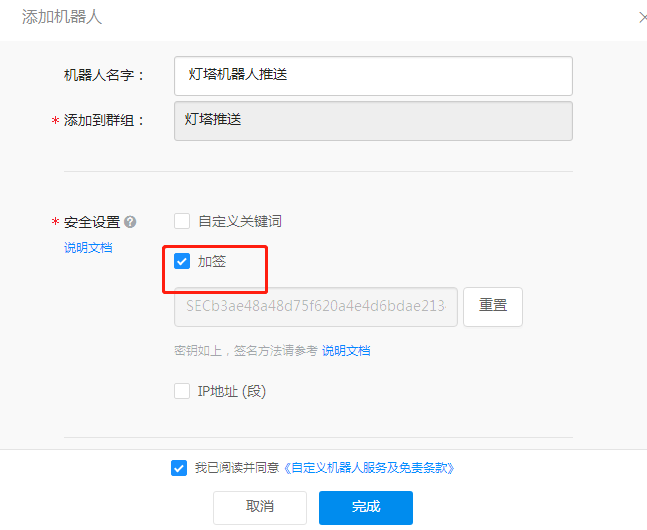 添加机器人
机器人名字： 灯塔机器人推送
* 添加到群组： 灯塔推送
* 安全设置 ? 自定义关键词
说明文档
加签
SECb3ae48a48d75f620a4e4d6bdae213 重置
密钥如上，签名方法请参考 说明文档
IP地址 (段)
我已阅读并同意《自定义机器人服务及免责条款》
取消 完成